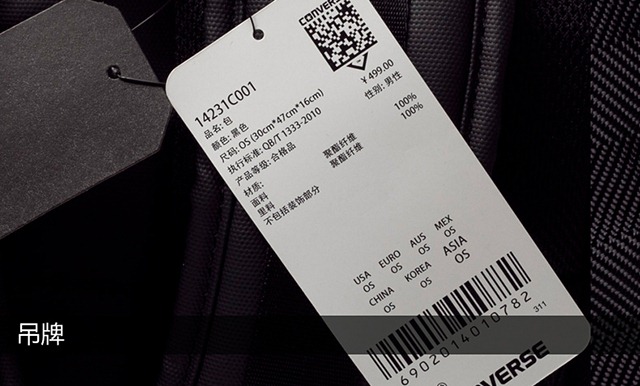 CONVERSE
14231C001
¥ 499.00
品名: 包
性别: 男性
颜色: 黑色
尺码: OS (30cm*47cm*16cm)
执行标准: QB/T 1333-2010
产品等级: 合格品
材质:
面料 聚酯纤维 100%
里料 聚酯纤维 100%
不包括装饰部分
USA EURO AUS MEX
OS OS OS OS
CHINA KOREA ASIA
OS OS OS
311
6902014010782
CONVERSE
吊牌